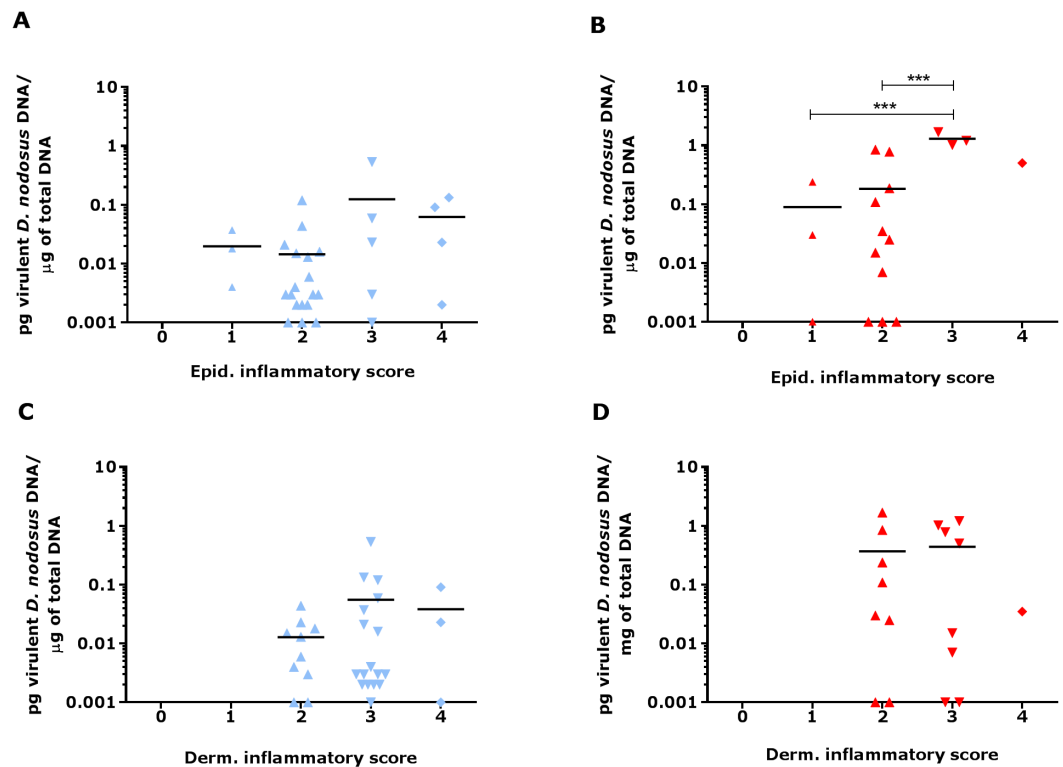 A
pg virulent D. nodosus DNA/
µg of total DNA
10
1
0.1
0.01
0.001
0 1 2 3 4
Epid. inflammatory score
B
pg virulent D. nodosus DNA/
µg of total DNA
10
1
0.1
0.01
0.001
***
***
0 1 2 3 4
Epid. inflammatory score
C
pg virulent D. nodosus DNA/
µg of total DNA
10
1
0.1
0.01
0.001
0 1 2 3 4
Derm. inflammatory score
D
pg virulent D. nodosus DNA/
mg of total DNA
10
1
0.1
0.01
0.001
0 1 2 3 4
Derm. inflammatory score